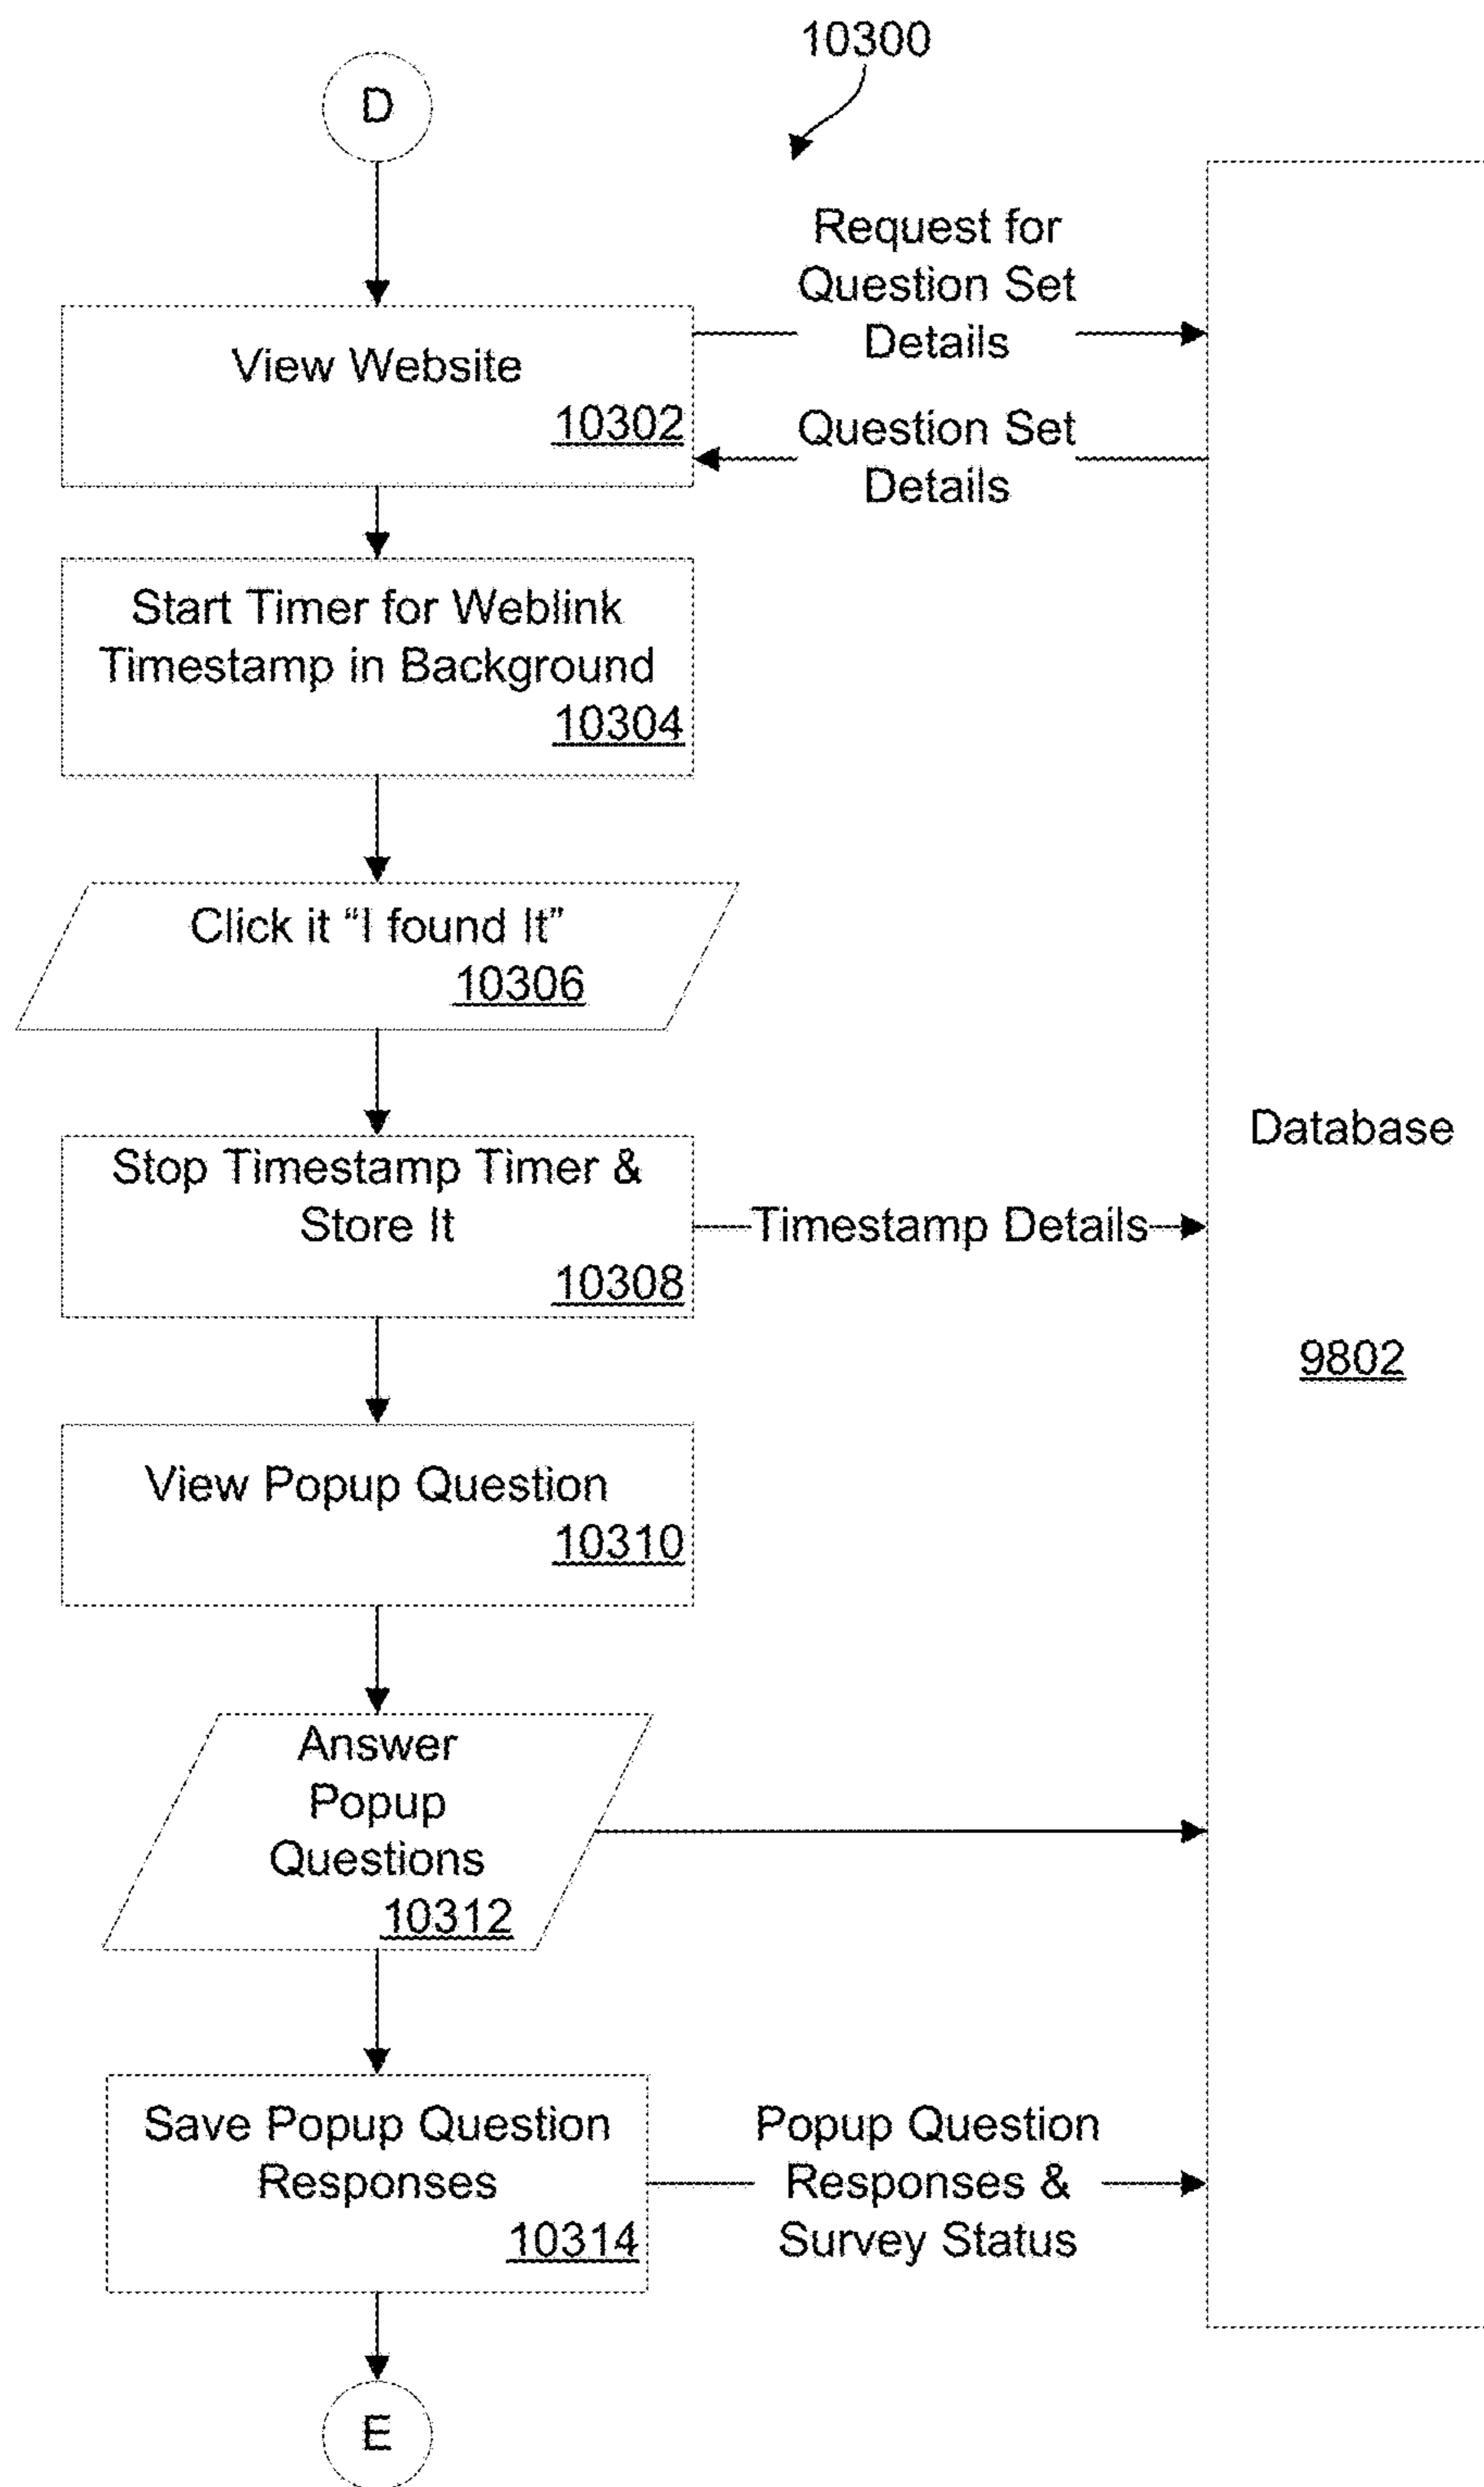 10300
D
Request for
Question Set
Details
View Website
10302
Question Set
Details
Start Timer for Weblink
Timestamp in Background
10304
Click it “I found It”
10306
Database
9802
Stop Timestamp Timer &
Store It
10308
Timestamp Details
View Popup Question
10310
Answer
Popup
Questions
10312
Save Popup Question
Responses
10314
Popup Question
Responses &
Survey Status
E